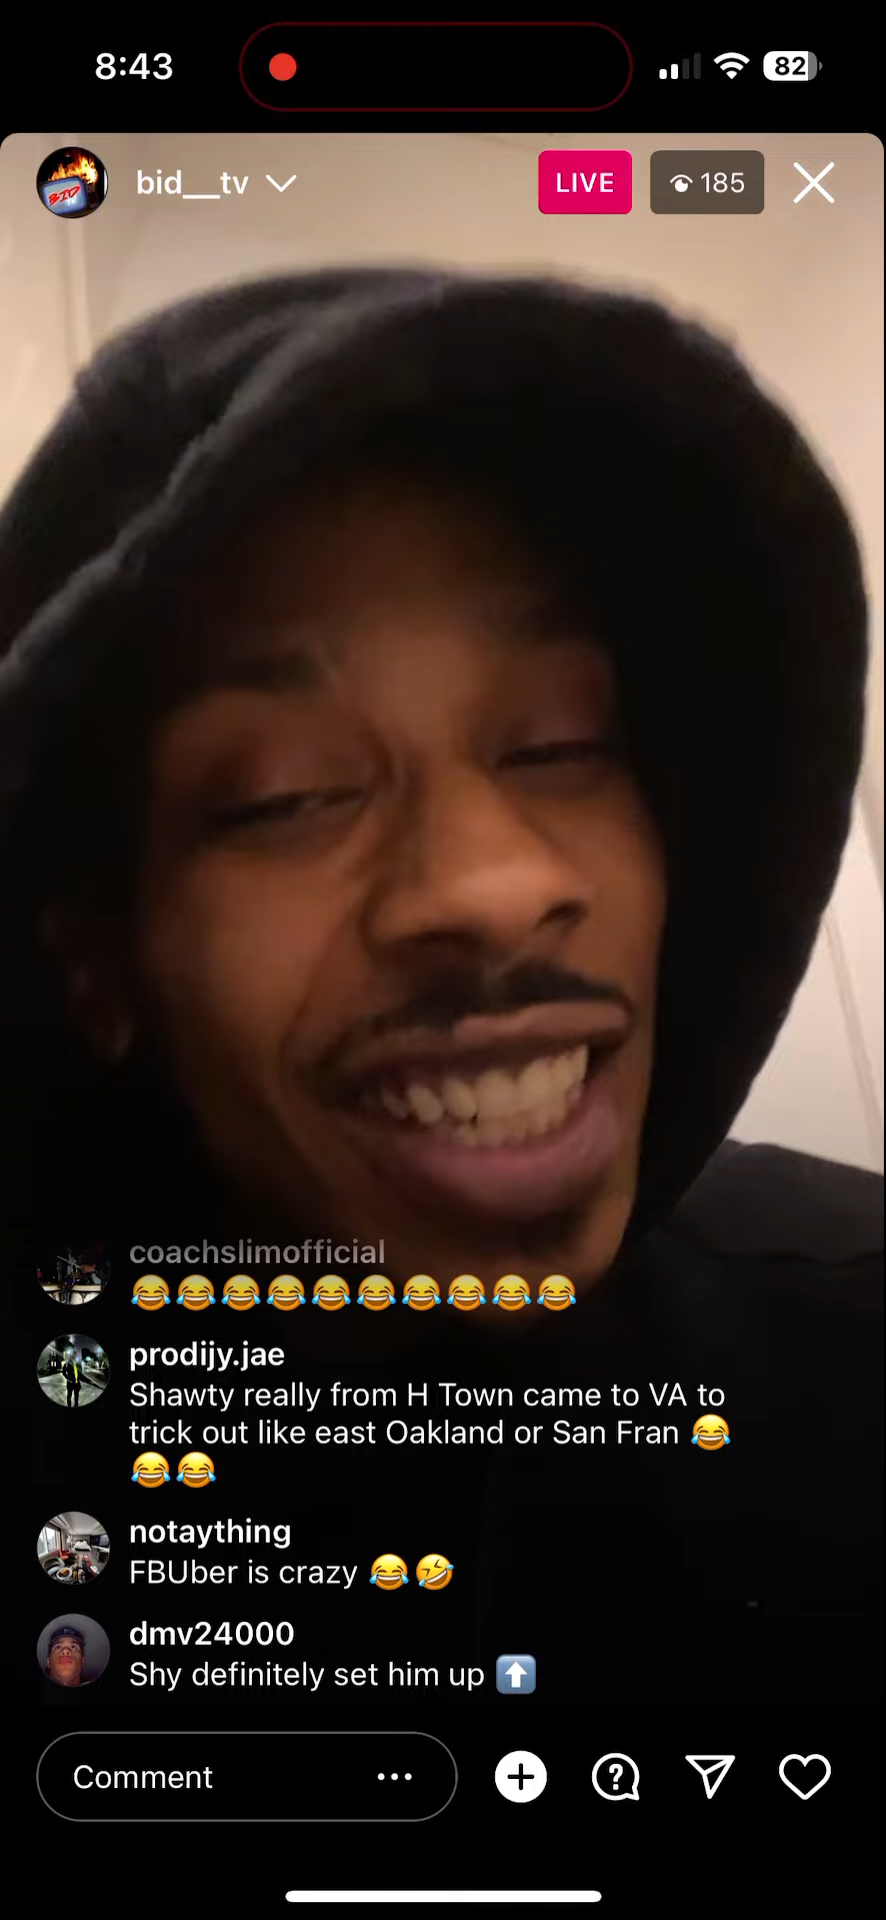 8:43
82
bid__tv
LIVE
185
BID
coachslimofficial
😂😂😂😂😂😂😂😂😂😂
prodijy.jae
Shawty really from H Town came to VA to
trick out like east Oakland or San Fran 😂
😂😂
notaything
FBUber is crazy 😂🤣
dmv24000
Shy definitely set him up ⬆️
Comment